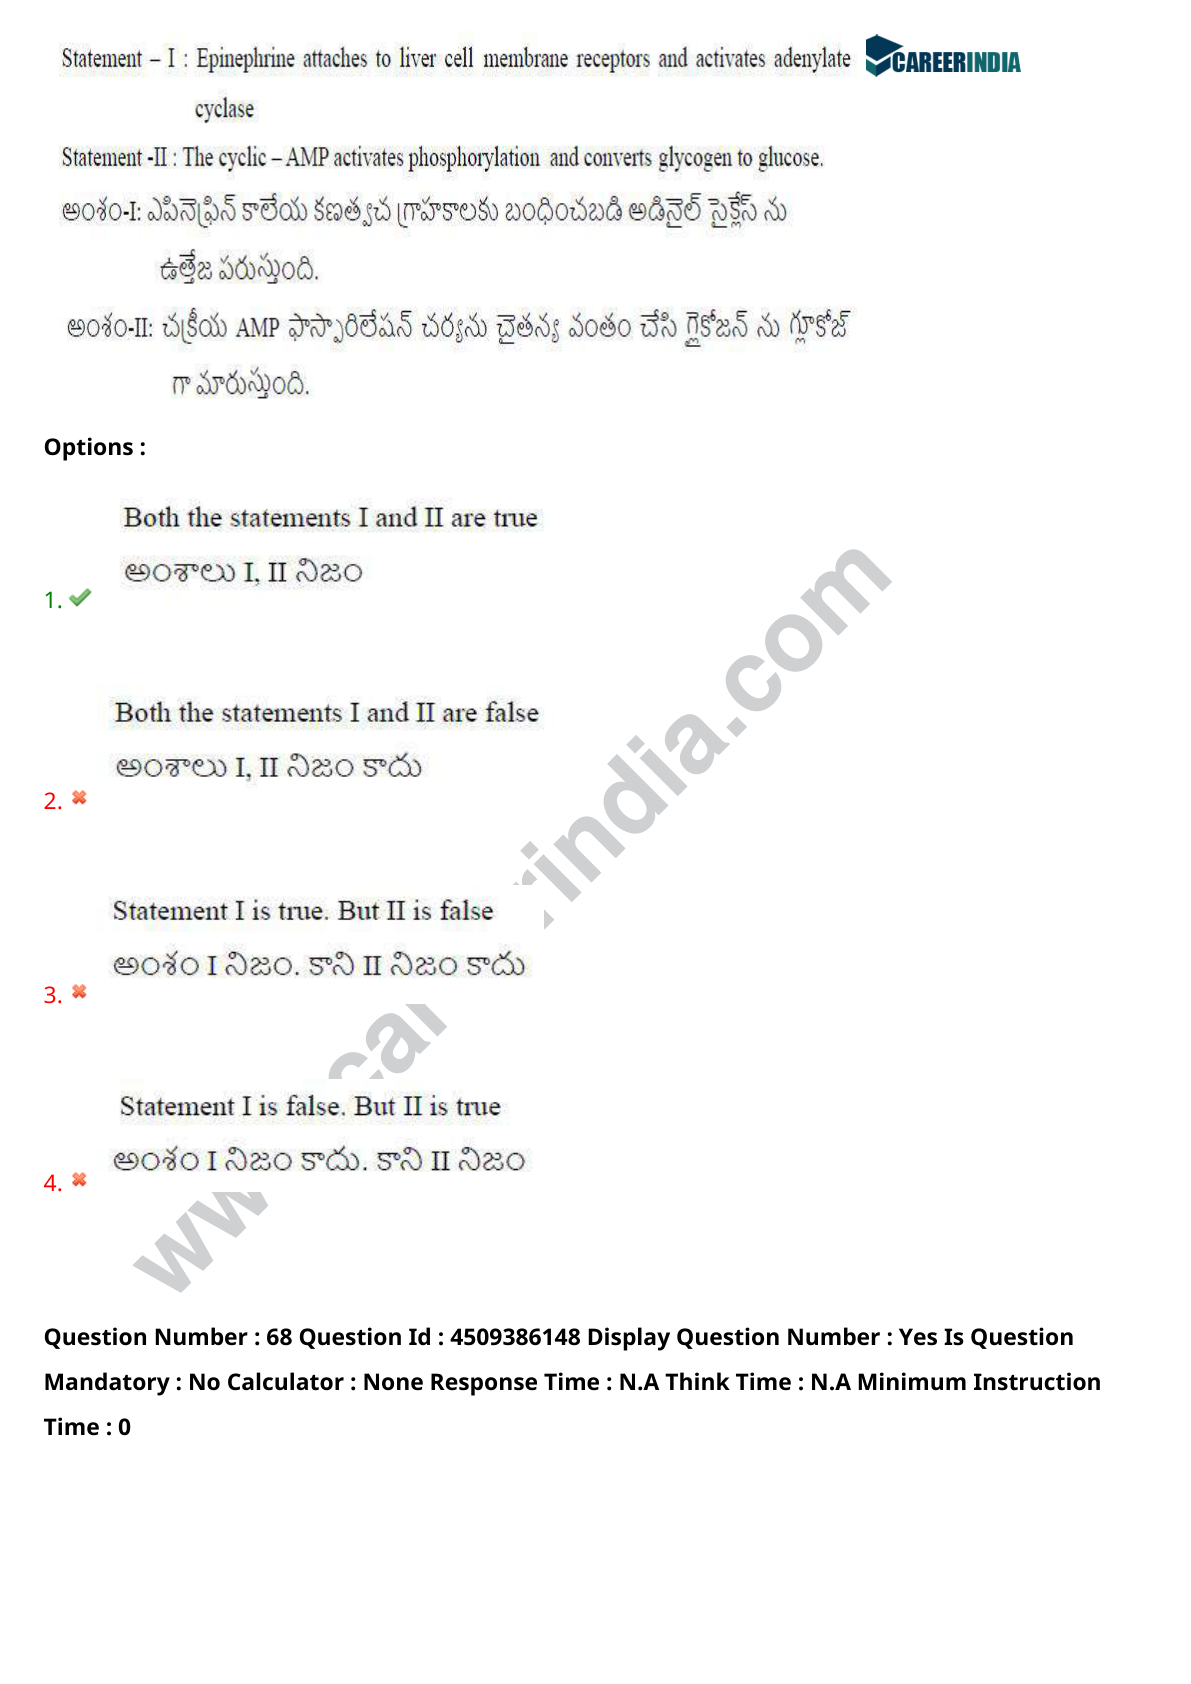 Statement – I : Epinephrine attaches to liver cell membrane receptors and activates adenylate
CAREERINDIA
cyclase
Statement -II : The cyclic – AMP activates phosphorylation and converts glycogen to glucose.
అంశం-I: ఎపినెఫ్రిన్ కాలేయ కణత్వచ గ్రాహకాలకు బంధించబడి అడినైల్ సైక్లేస్ ను
ఉత్తేజ పరుస్తుంది.
అంశం-II: చక్రీయ AMP ఫాస్ఫారిలేషన్ చర్యను చైతన్య వంతం చేసి గ్లైకోజన్ ను గ్లూకోజ్
గా మారుస్తుంది.
Options :
Both the statements I and II are true
అంశాలు I, II నిజం
1.
Both the statements I and II are false
అంశాలు I, II నిజం కాదు
2.
Statement I is true. But II is false
అంశం I నిజం. కాని II నిజం కాదు
3.
Statement I is false. But II is true
అంశం I నిజం కాదు. కాని II నిజం
4.
Question Number : 68 Question Id : 4509386148 Display Question Number : Yes Is Question
Mandatory : No Calculator : None Response Time : N.A Think Time : N.A Minimum Instruction
Time : 0